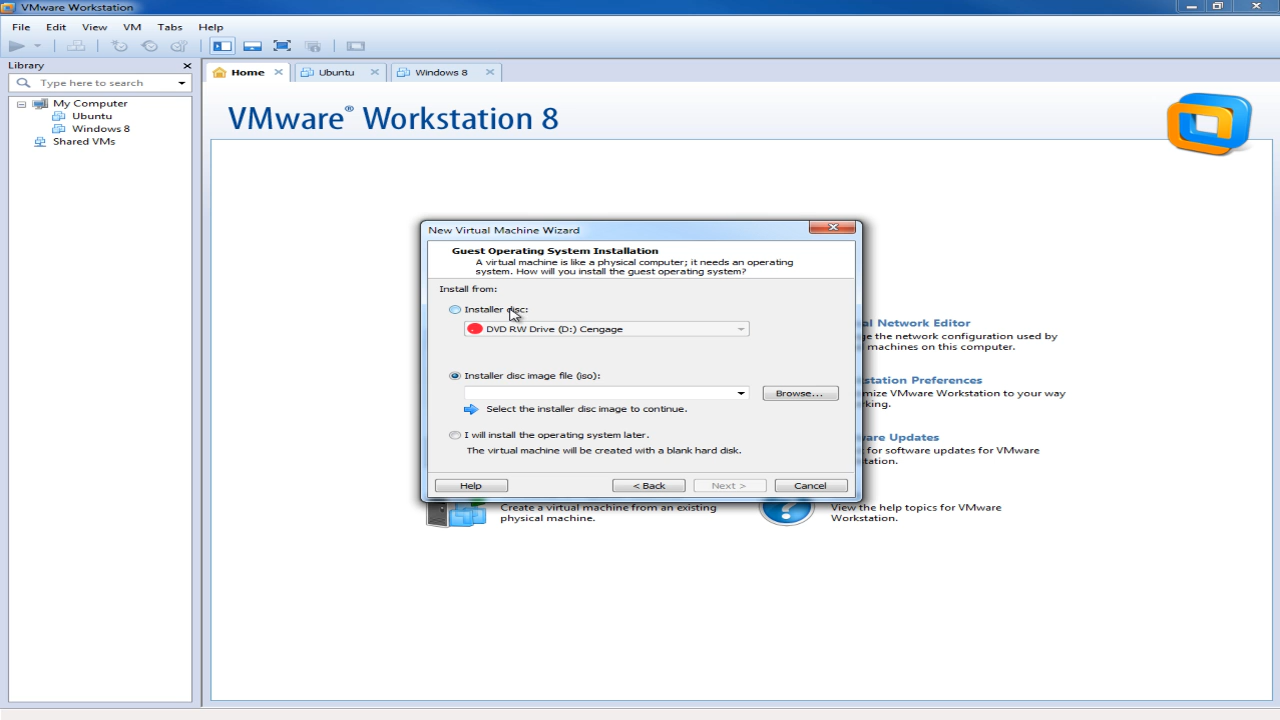 VMware Workstation
File Edit View VM Tabs Help
Library
Type here to search
My Computer
Ubuntu
Windows 8
Shared VMs
Home
Ubuntu
Windows 8
VMware® Workstation 8
New Virtual Machine Wizard
Guest Operating System Installation
A virtual machine is like a physical computer; it needs an operating
system. How will you install the guest operating system?
Install from:
Installer disc:
DVD RW Drive (D:) Cengage
Installer disc image file (iso):
Browse...
Select the installer disc image to continue.
I will install the operating system later.
The virtual machine will be created with a blank hard disk.
Help
< Back
Next >
Cancel
Network Editor
the network configuration used by
machines on this computer.
Preferences
VMware Workstation to your way
Updates
for software updates for VMware
Create a virtual machine from an existing
physical machine.
View the help topics for VMware
Workstation.